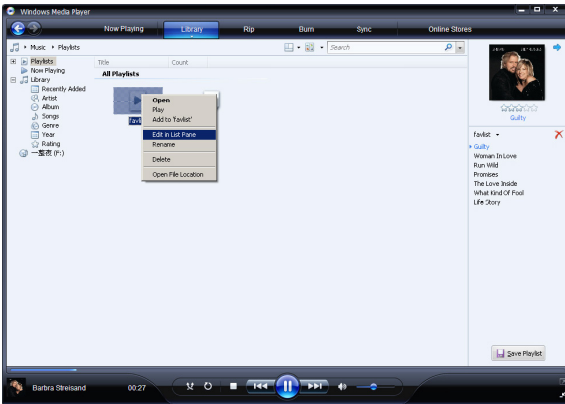 Windows Media Player
Now Playing
Library
Rip
Burn
Sync
Online Stores
Music Playlists
Search
Playlists
Now Playing
Library
Recently Added
Artist
Album
Songs
Genre
Year
Rating
一整夜 (F:)
Title
Count
All Playlists
Open
Play
Add to 'favlist'
Edit in List Pane
Rename
Delete
Open File Location
Guilty
favlist
Guilty
Woman In Love
Run Wild
Promises
The Love Inside
What Kind Of Fool
Life Story
Save Playlist
Barbra Streisand
00:27